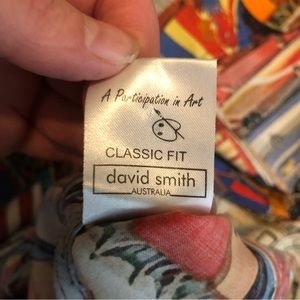 A Participation in Art
CLASSIC FIT
david smith
AUSTRALIA